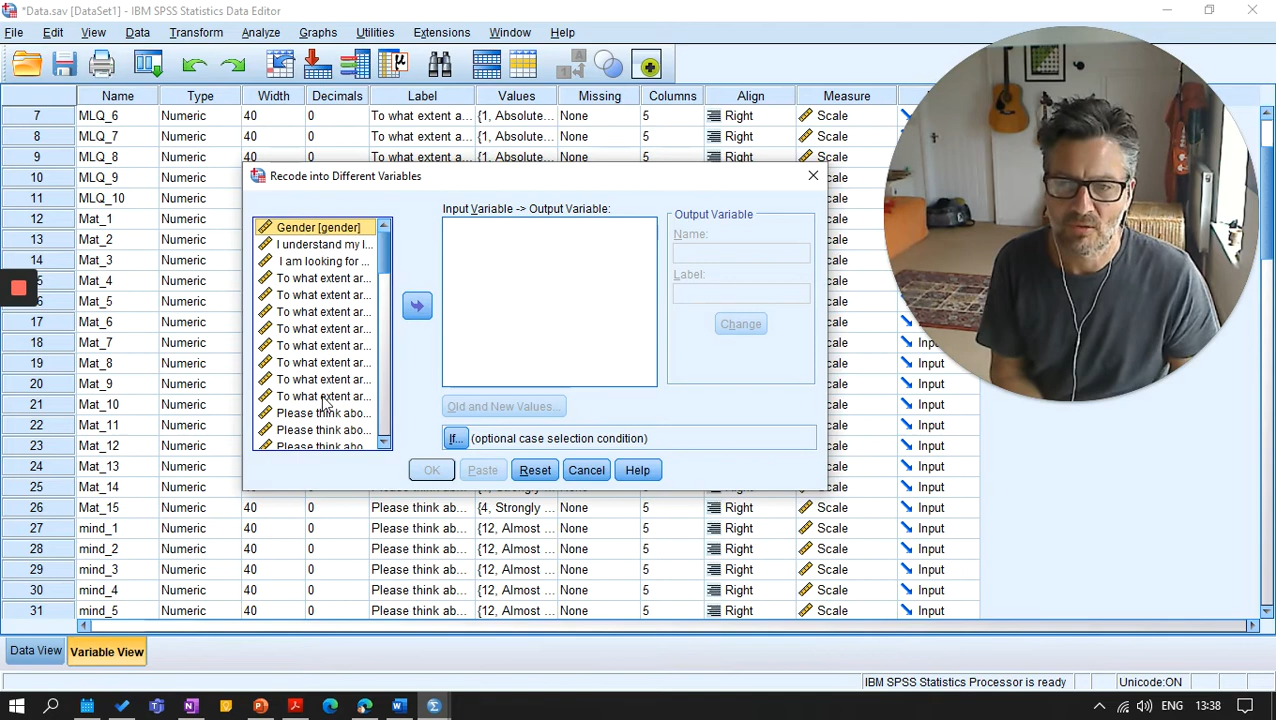 *Data.sav [DataSet1] - IBM SPSS Statistics Data Editor
File Edit View Data Transform Analyze Graphs Utilities Extensions Window Help
Name Type Width Decimals Label Values Missing Columns Align Measure
7 MLQ_6 Numeric 40 0 To what extent a... {1, Absolute... None 5 Right Scale
8 MLQ_7 Numeric 40 0 To what extent a... {1, Absolute... None 5 Right Scale
9 MLQ_8 Numeric 40 0 To what extent a... {1, Absolute... None 5 Right Scale
10 MLQ_9 Numeric
11 MLQ_10 Numeric
12 Mat_1 Numeric
13 Mat_2 Numeric
14 Mat_3 Numeric
Mat_4 Numeric
Mat_5 Numeric
17 Mat_6 Numeric
18 Mat_7 Numeric Input
19 Mat_8 Numeric Input
20 Mat_9 Numeric Input
21 Mat_10 Numeric Input
22 Mat_11 Numeric Input
23 Mat_12 Numeric Input
24 Mat_13 Numeric Input
25 Mat_14 Numeric Input
26 Mat_15 Numeric 40 0 Please think ab... {4, Strongly ... None 5 Right Scale Input
27 mind_1 Numeric 40 0 Please think ab... {12, Almost ... None 5 Right Scale Input
28 mind_2 Numeric 40 0 Please think ab... {12, Almost ... None 5 Right Scale Input
29 mind_3 Numeric 40 0 Please think ab... {12, Almost ... None 5 Right Scale Input
30 mind_4 Numeric 40 0 Please think ab... {12, Almost ... None 5 Right Scale Input
31 mind_5 Numeric 40 0 Please think ab... {12, Almost ... None 5 Right Scale Input
Recode into Different Variables
Gender [gender]
I understand my l...
I am looking for ...
To what extent ar...
To what extent ar...
To what extent ar...
To what extent ar...
To what extent ar...
To what extent ar...
To what extent ar...
To what extent ar...
Please think abo...
Please think abo...
Please think abo...
Input Variable -> Output Variable:
Output Variable
Name:
Label:
Change
Old and New Values...
If... (optional case selection condition)
OK Paste Reset Cancel Help
Data View Variable View
IBM SPSS Statistics Processor is ready Unicode:ON
ENG 13:38